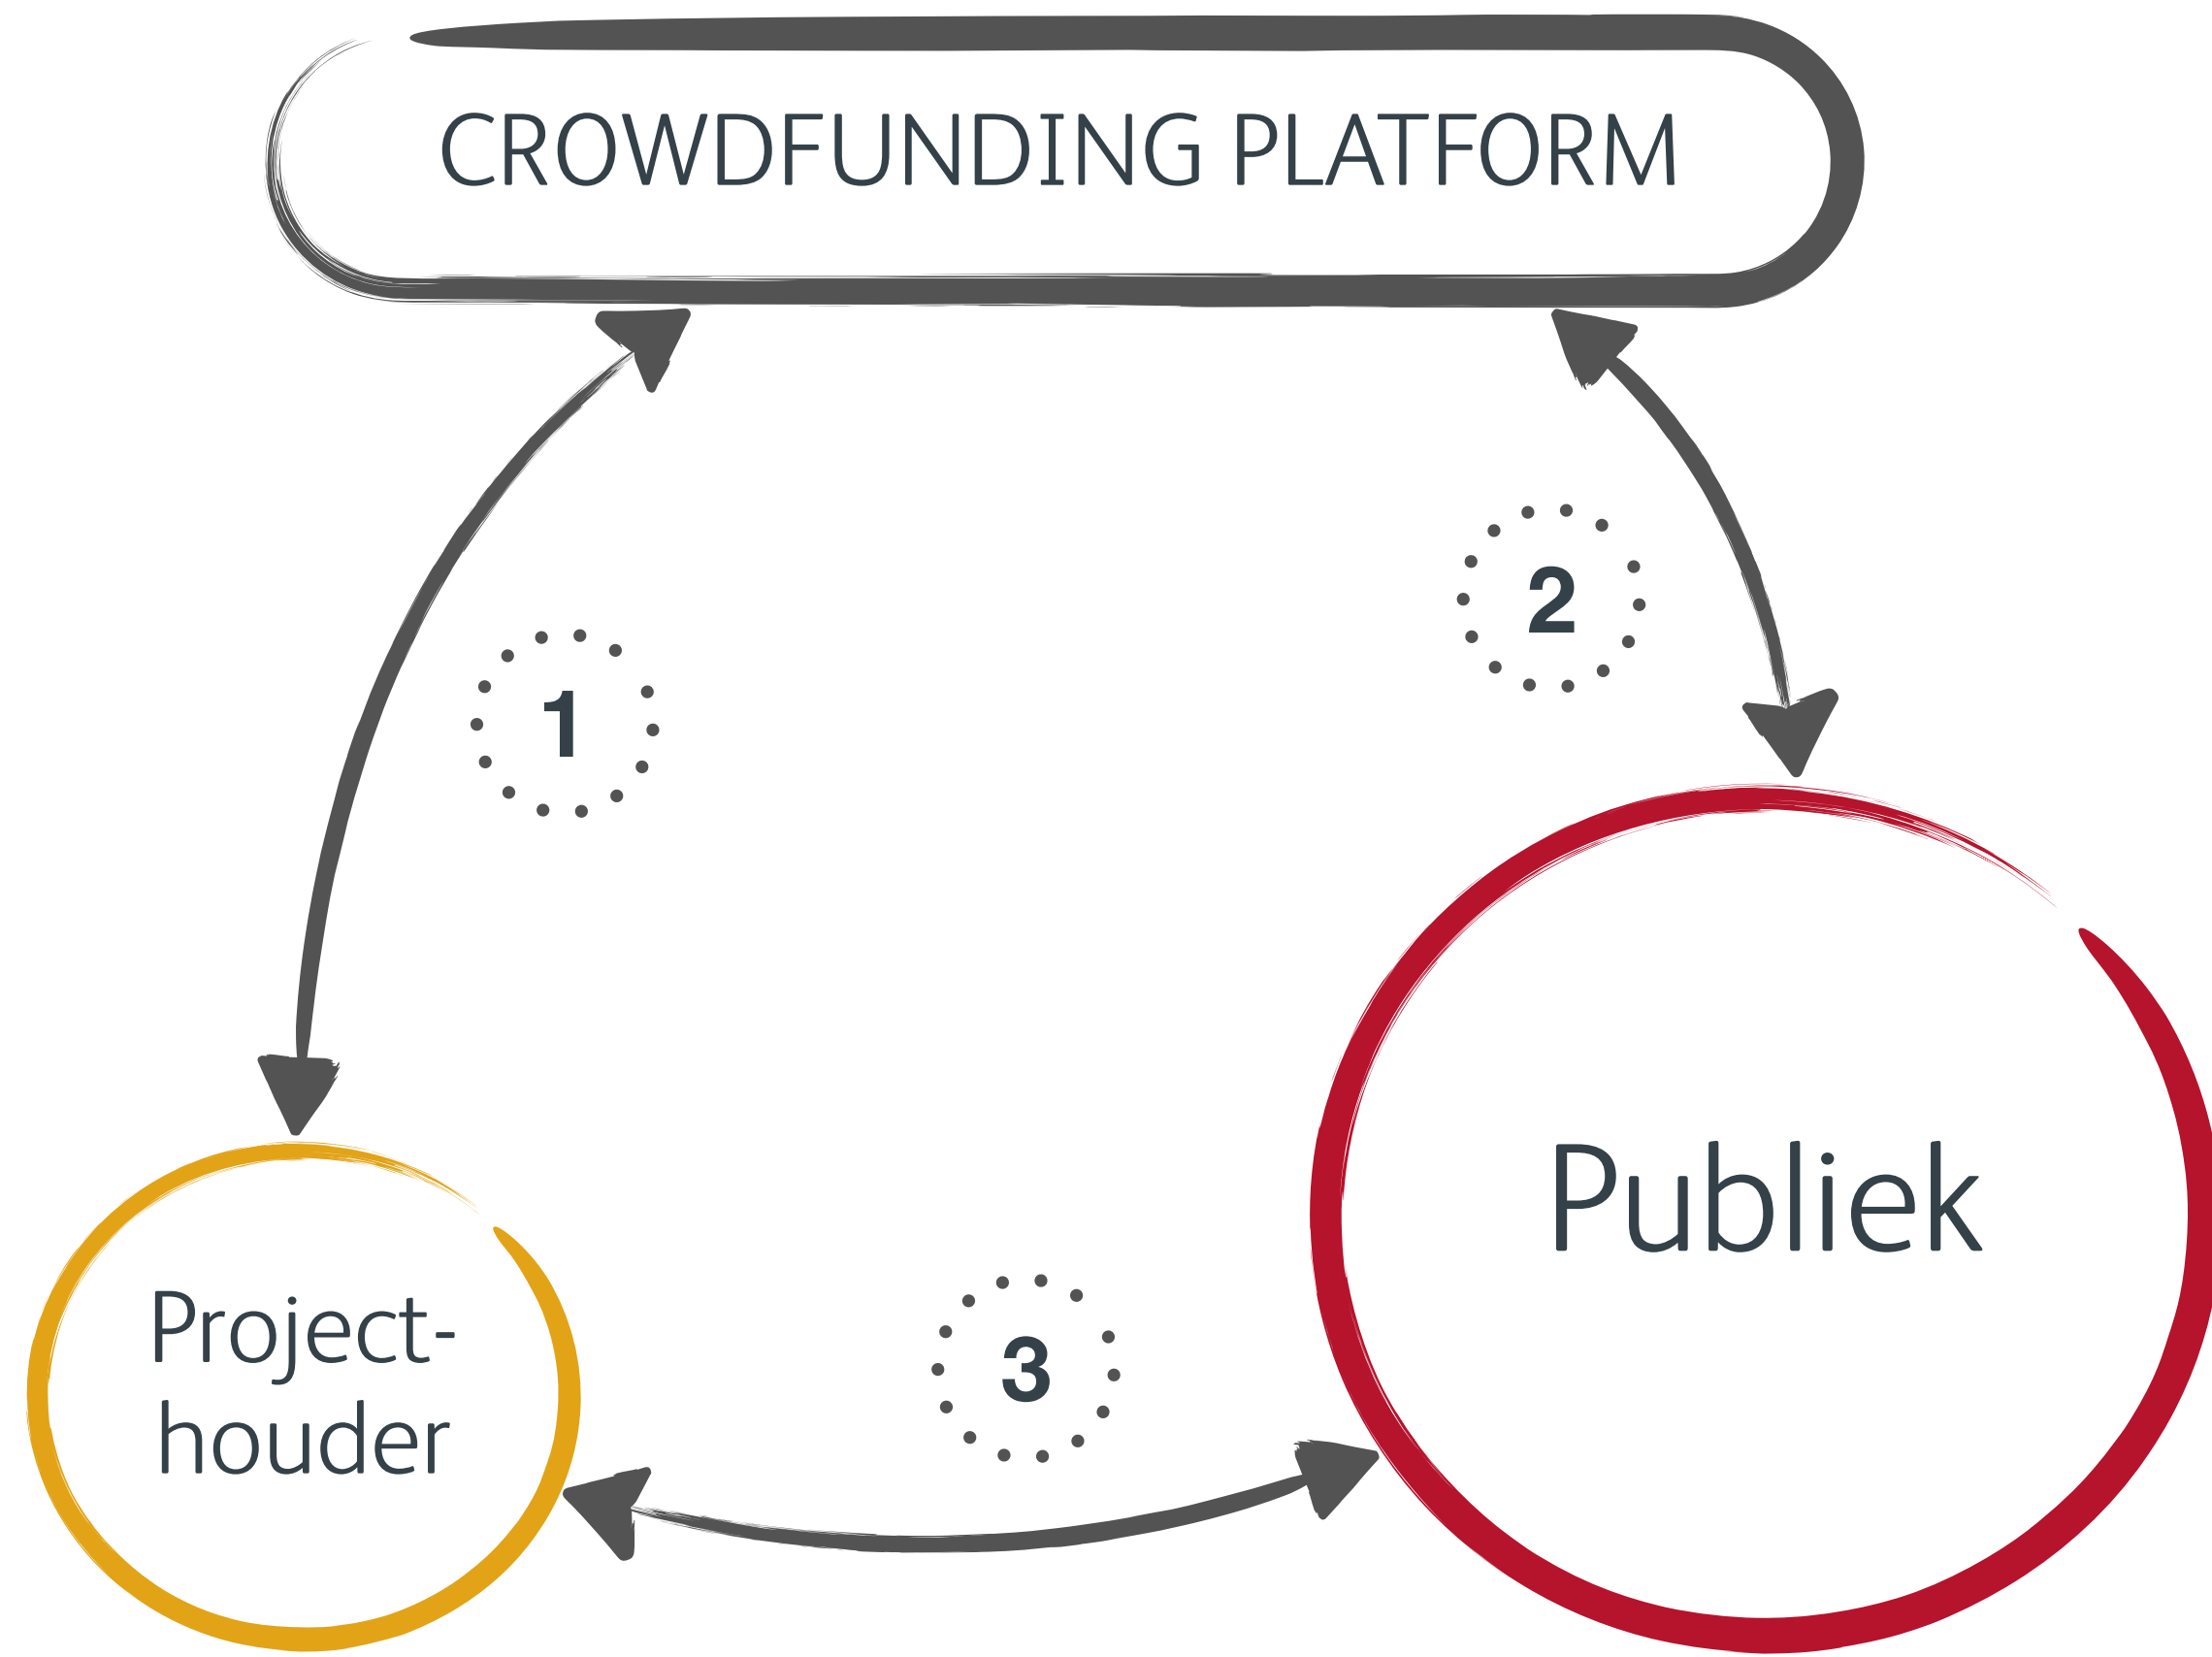 CROWDFUNDING PLATFORM
2
1
Publiek
Project-
houder
3